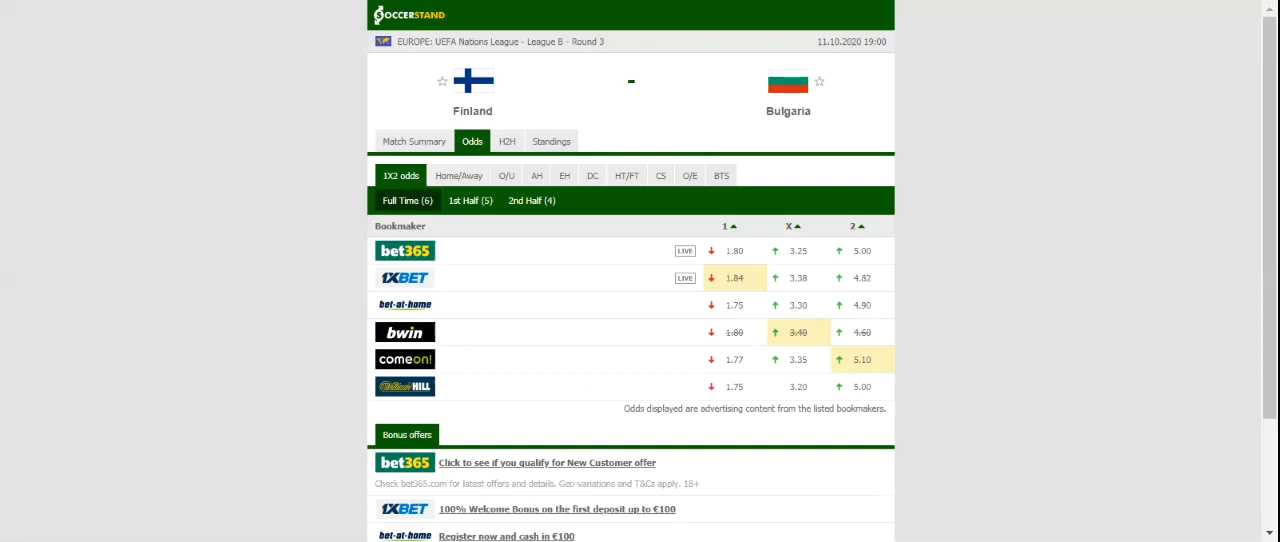 SOCCERSTAND
EUROPE: UEFA Nations League - League B - Round 3 11.10.2020 19:00
-
Finland Bulgaria
Match Summary Odds H2H Standings
1X2 odds Home/Away O/U AH EH DC HT/FT CS O/E BTS
Full Time (6) 1st Half (5) 2nd Half (4)
Bookmaker 1 X 2
bet365 LIVE 1.80 3.25 5.00
1XBET LIVE 1.84 3.38 4.82
bet-at-home 1.75 3.30 4.90
bwin 1.80 3.40 4.60
comeon! 1.77 3.35 5.10
William HILL 1.75 3.20 5.00
Odds displayed are advertising content from the listed bookmakers.
Bonus offers
bet365 Click to see if you qualify for New Customer offer
Check bet365.com for latest offers and details. Geo-variations and T&Cs apply. 18+
1XBET 100% Welcome Bonus on the first deposit up to €100
bet-at-home Register now and cash in €100